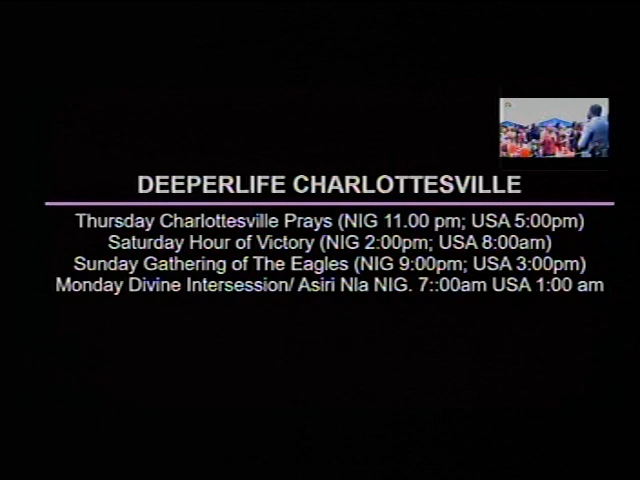 DEEPERLIFE CHARLOTTESVILLE
Thursday Charlottesville Prays (NIG 11.00 pm; USA 5:00pm)
Saturday Hour of Victory (NIG 2:00pm; USA 8:00am)
Sunday Gathering of The Eagles (NIG 9:00pm; USA 3:00pm)
Monday Divine Intersession/ Asiri Nla NIG. 7::00am USA 1:00 am